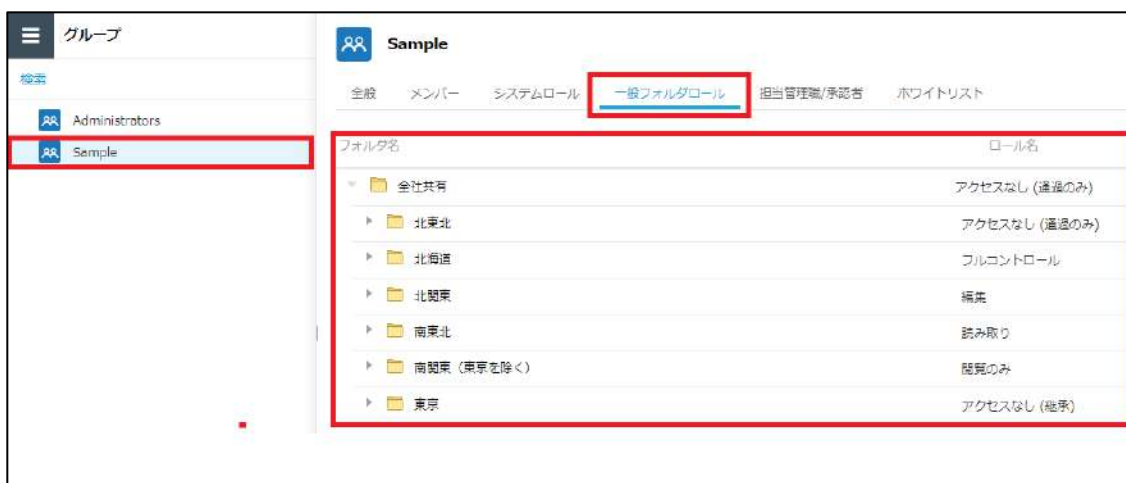 グループ
検索
Administrators
Sample
Sample
全般 メンバー システムロール 一般フォルダロール 担当管理職/承認者 ホワイトリスト
フォルダ名 ロール名
全社共有 アクセスなし (通過のみ)
北東北 アクセスなし (通過のみ)
北海道 フルコントロール
北関東 編集
南東北 読み取り
南関東（東京を除く） 閲覧のみ
東京 アクセスなし (継承)